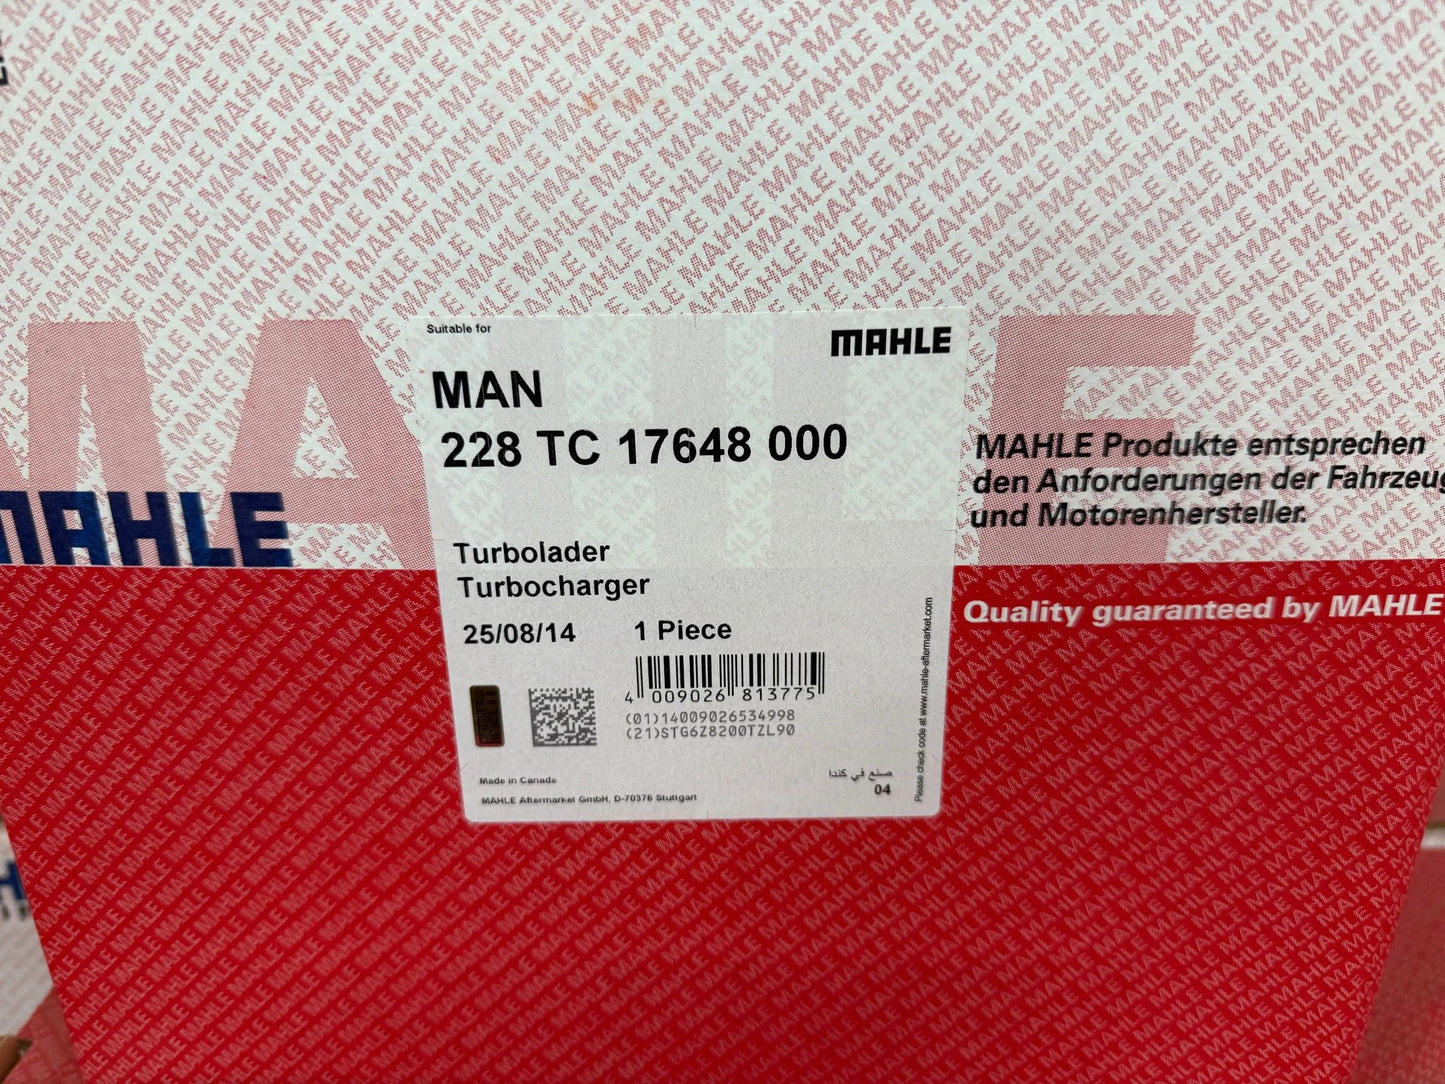 Suitable for
MAHLE
MAN
228 TC 17648 000
MAHLE
MAHLE Produkte entsprechen
den Anforderungen der Fahrzeug
und Motorenhersteller.
Turbolader
Turbocharger
Quality guaranteed by MAHLE
25/08/14 1 Piece
4 009026 813775
(01)14009026534998
(21)STG6Z8200TZL90
Made in Canada
صنع في كندا
04
MAHLE Aftermarket GmbH, D-70376 Stuttgart
Please check code at www.mahle-aftermarket.com